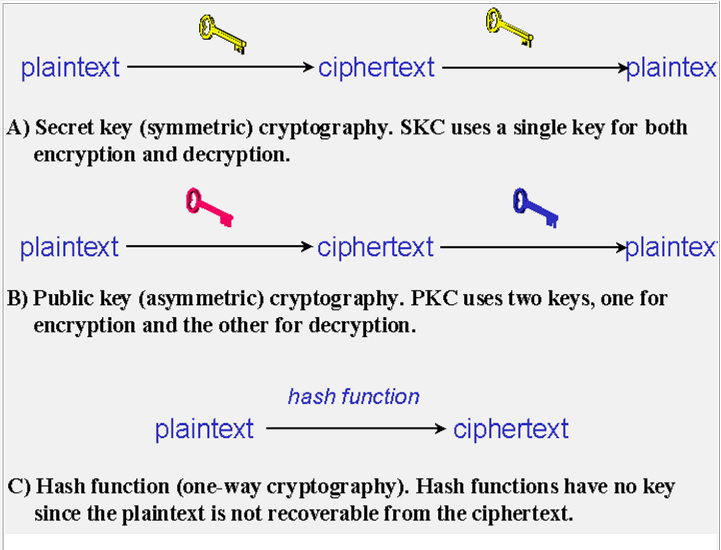 plaintext ciphertext plaintex
A) Secret key (symmetric) cryptography. SKC uses a single key for both
encryption and decryption.
plaintext ciphertext plaintex
B) Public key (asymmetric) cryptography. PKC uses two keys, one for
encryption and the other for decryption.
hash function
plaintext ciphertext
C) Hash function (one-way cryptography). Hash functions have no key
since the plaintext is not recoverable from the ciphertext.